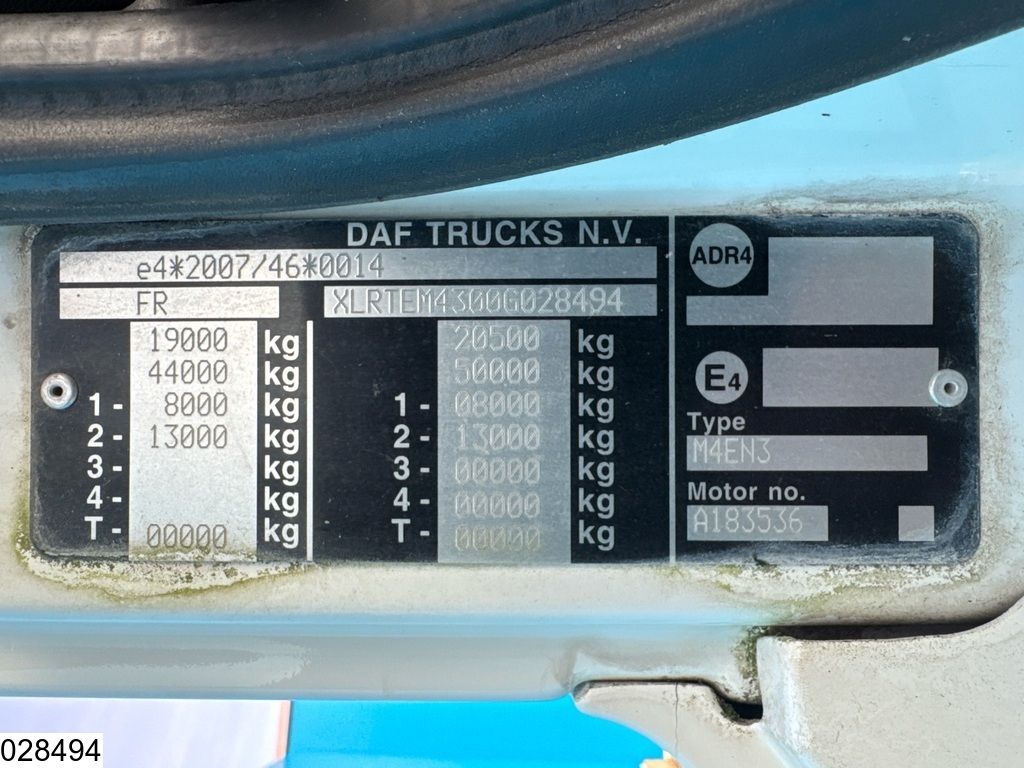 DAF TRUCKS N.V.
e4*2007/46*0014
FR XLRTEM4300G028494
19000 kg 20500 kg
44000 kg 50000 kg
1- 8000 kg 1- 08000 kg
2- 13000 kg 2- 13000 kg
3- kg 3- 00000 kg
4- kg 4- 00000 kg
T- 00000 kg T- 00000 kg
ADR4
E4
Type
M4EN3
Motor no.
A183536
028494